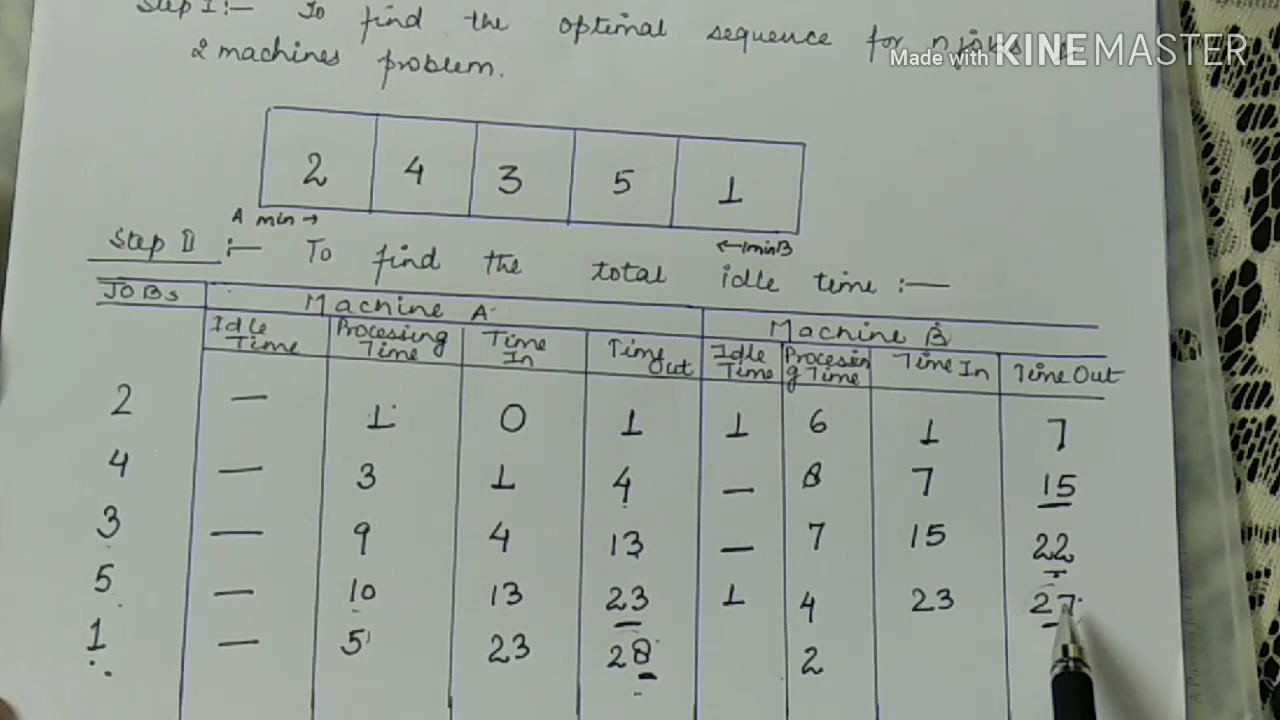 Step I :- To find the optimal sequence for n jobs &
2 machines problem.
Made with KINEMASTER
2 4 3 5 1
A min → ← minB
Step II :- To find the total idle time :-
JOBs Machine A Machine B
Idle Time Procesing Time Time In Time Out Idle Time Procesing Time Time In Time Out
2 — 1 0 1 1 6 1 7
4 — 3 1 4 — 8 7 15
3 — 9 4 13 — 7 15 22
5 — 10 13 23 1 4 23 27
1 — 5 23 28 2